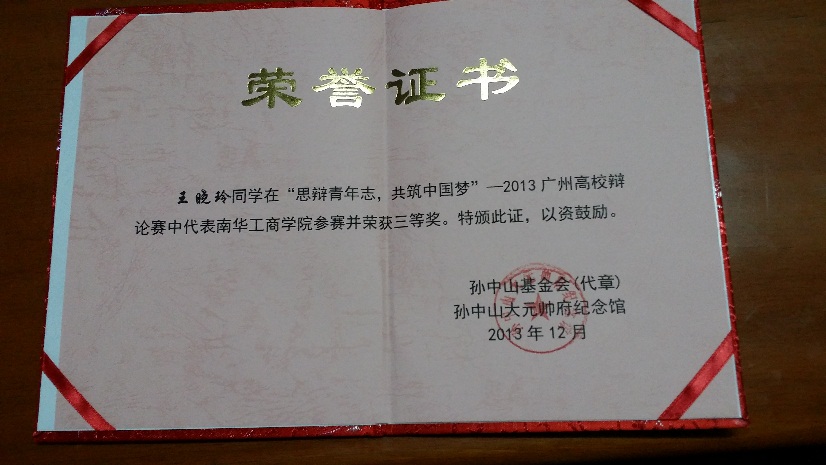 荣誉证书
王晓玲同学在“思辩青年志，共筑中国梦”—2013广州高校辩
论赛中代表南华工商学院参赛并荣获三等奖。特颁此证，以资鼓励。
孙中山基金会(代章)
孙中山大元帅府纪念馆
2013年12月